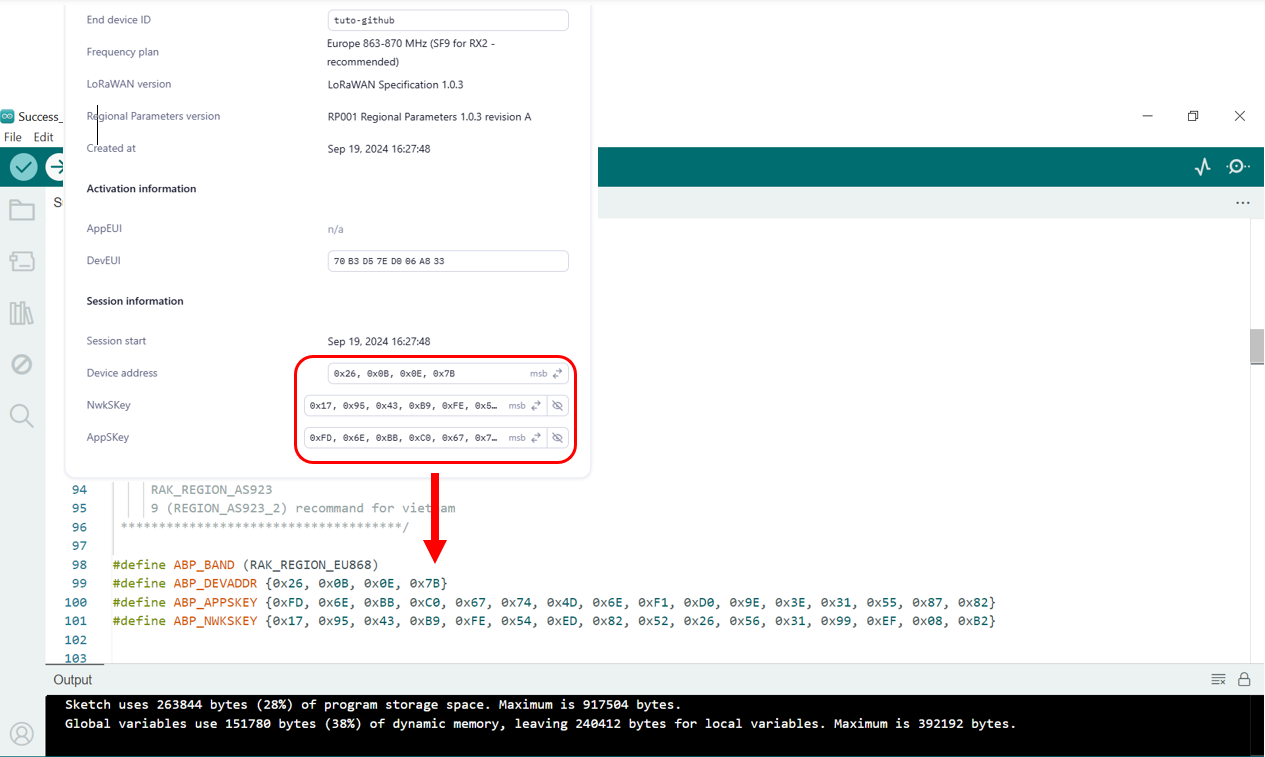 End device ID tuto-github
Frequency plan Europe 863-870 MHz (SF9 for RX2 -
recommended)
LoRaWAN version LoRaWAN Specification 1.0.3
Regional Parameters version RP001 Regional Parameters 1.0.3 revision A
Created at Sep 19, 2024 16:27:48
Activation information
AppEUI n/a
DevEUI 70 B3 D5 7E D0 06 A8 33
Session information
Session start Sep 19, 2024 16:27:48
Device address 0x26, 0x0B, 0x0E, 0x7B msb
NwkSKey 0x17, 0x95, 0x43, 0xB9, 0xFE, 0x5… msb
AppSKey 0xFD, 0x6E, 0xBB, 0xC0, 0x67, 0x7… msb
Success_
File Edit
S
94 RAK_REGION_AS923
95 9 (REGION_AS923_2) recommand for vietnam
96 *************************************/
97
98 #define ABP_BAND (RAK_REGION_EU868)
99 #define ABP_DEVADDR {0x26, 0x0B, 0x0E, 0x7B}
100 #define ABP_APPSKEY {0xFD, 0x6E, 0xBB, 0xC0, 0x67, 0x74, 0x4D, 0x6E, 0xF1, 0xD0, 0x9E, 0x3E, 0x31, 0x55, 0x87, 0x82}
101 #define ABP_NWKSKEY {0x17, 0x95, 0x43, 0xB9, 0xFE, 0x54, 0xED, 0x82, 0x52, 0x26, 0x56, 0x31, 0x99, 0xEF, 0x08, 0xB2}
102
103
Output
Sketch uses 263844 bytes (28%) of program storage space. Maximum is 917504 bytes.
Global variables use 151780 bytes (38%) of dynamic memory, leaving 240412 bytes for local variables. Maximum is 392192 bytes.